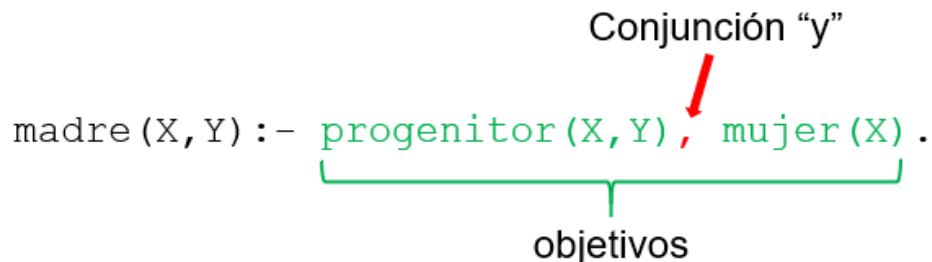 Conjunción “y”
madre(X,Y):- progenitor(X,Y), mujer(X).
objetivos